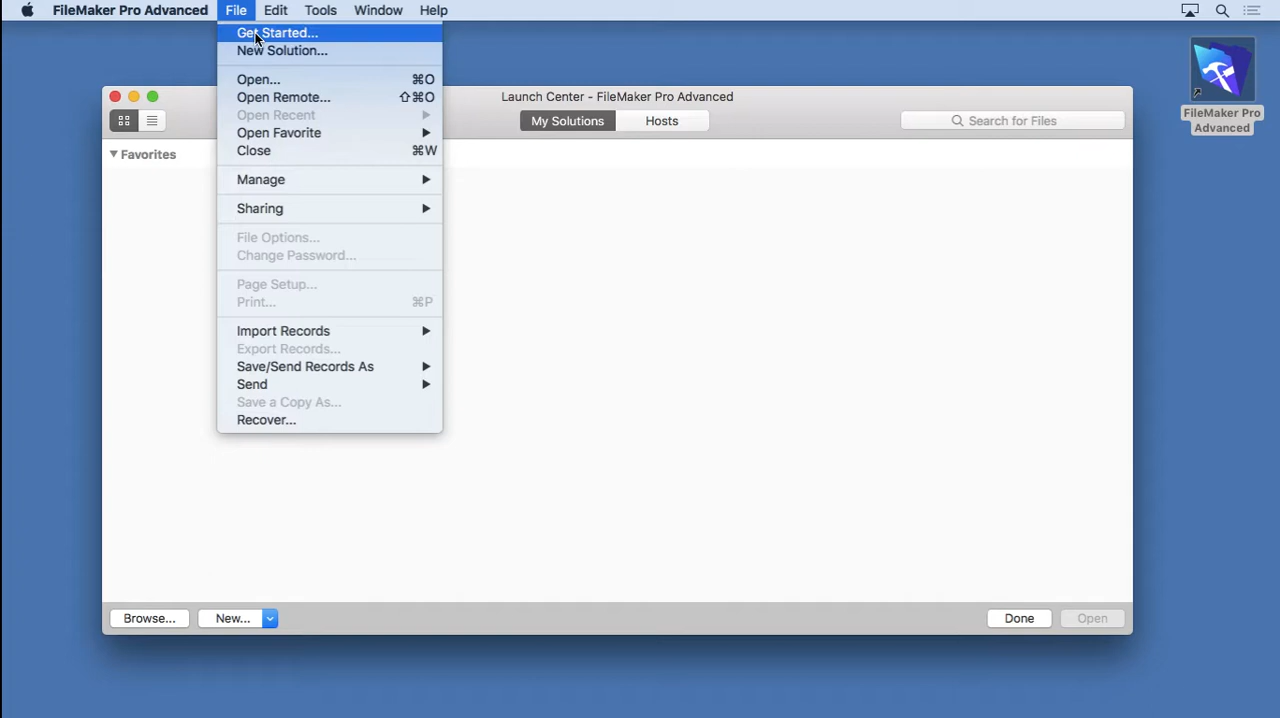 FileMaker Pro Advanced File Edit Tools Window Help
Get Started...
New Solution...
Open... ⌘O
Open Remote... ⇧⌘O
Open Recent
Open Favorite
Close ⌘W
Manage
Sharing
File Options...
Change Password...
Page Setup...
Print... ⌘P
Import Records
Export Records...
Save/Send Records As
Send
Save a Copy As...
Recover...
Launch Center - FileMaker Pro Advanced
My Solutions Hosts Search for Files
Favorites
Browse... New... Done Open
FileMaker Pro
Advanced